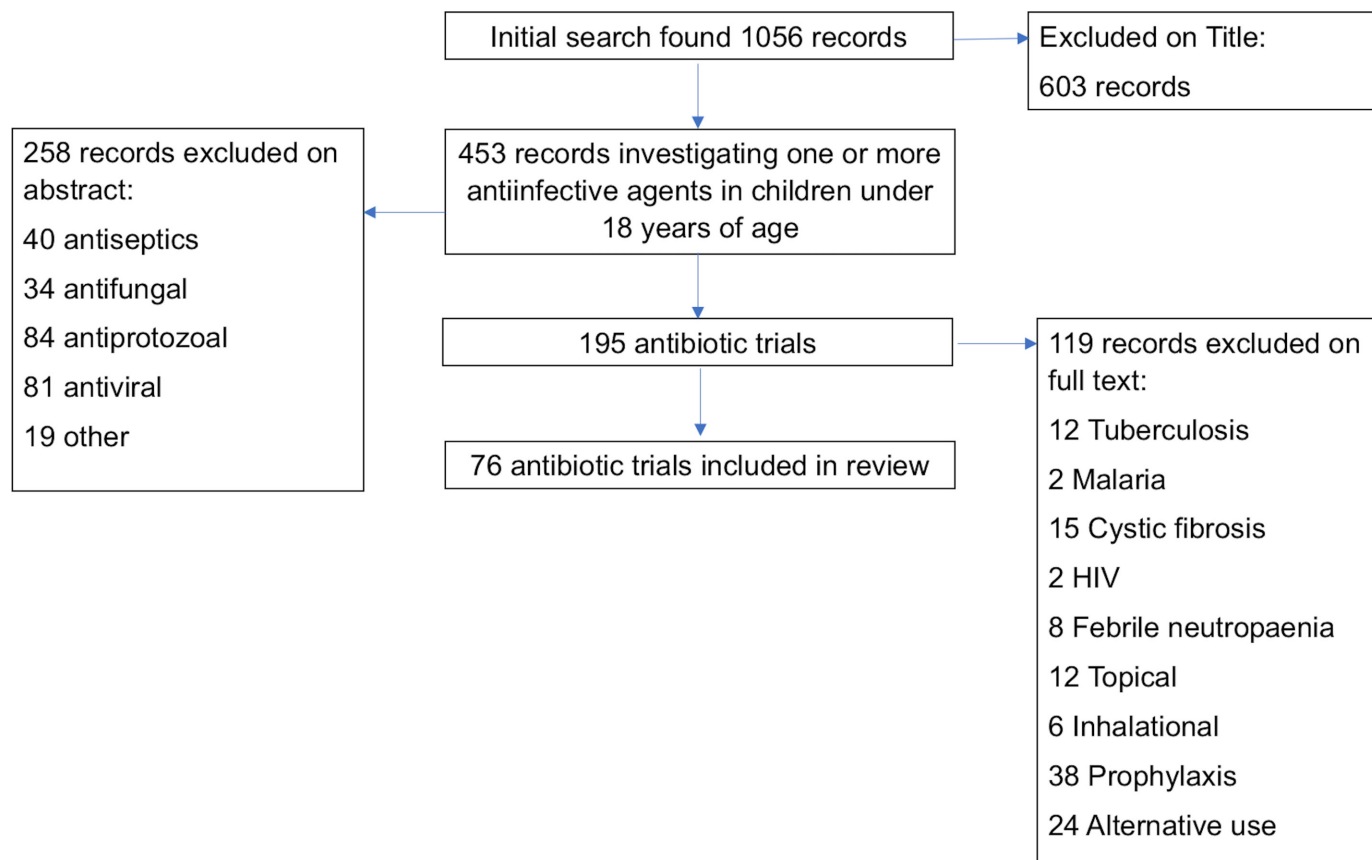 Initial search found 1056 records
Excluded on Title:
603 records
258 records excluded on
abstract:
40 antiseptics
34 antifungal
84 antiprotozoal
81 antiviral
19 other
453 records investigating one or more
antiinfective agents in children under
18 years of age
195 antibiotic trials
119 records excluded on
full text:
12 Tuberculosis
2 Malaria
15 Cystic fibrosis
2 HIV
8 Febrile neutropaenia
12 Topical
6 Inhalational
38 Prophylaxis
24 Alternative use
76 antibiotic trials included in review